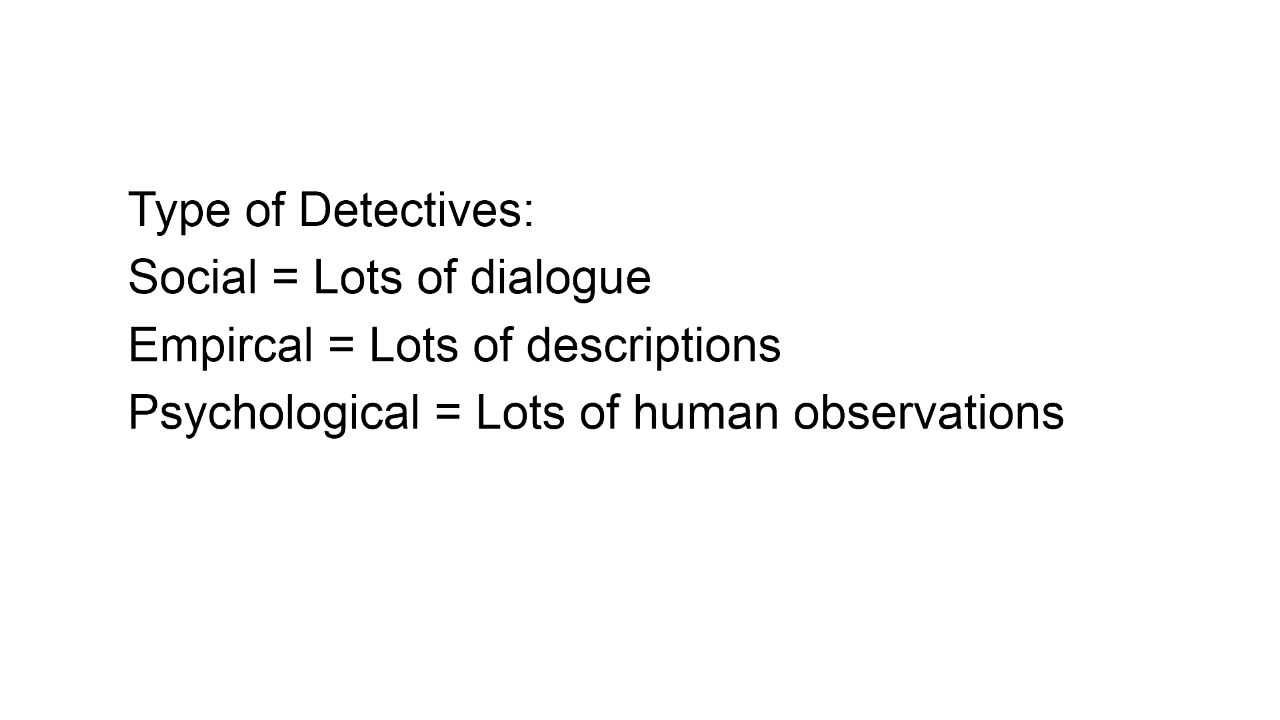 Type of Detectives:
Social = Lots of dialogue
Empircal = Lots of descriptions
Psychological = Lots of human observations